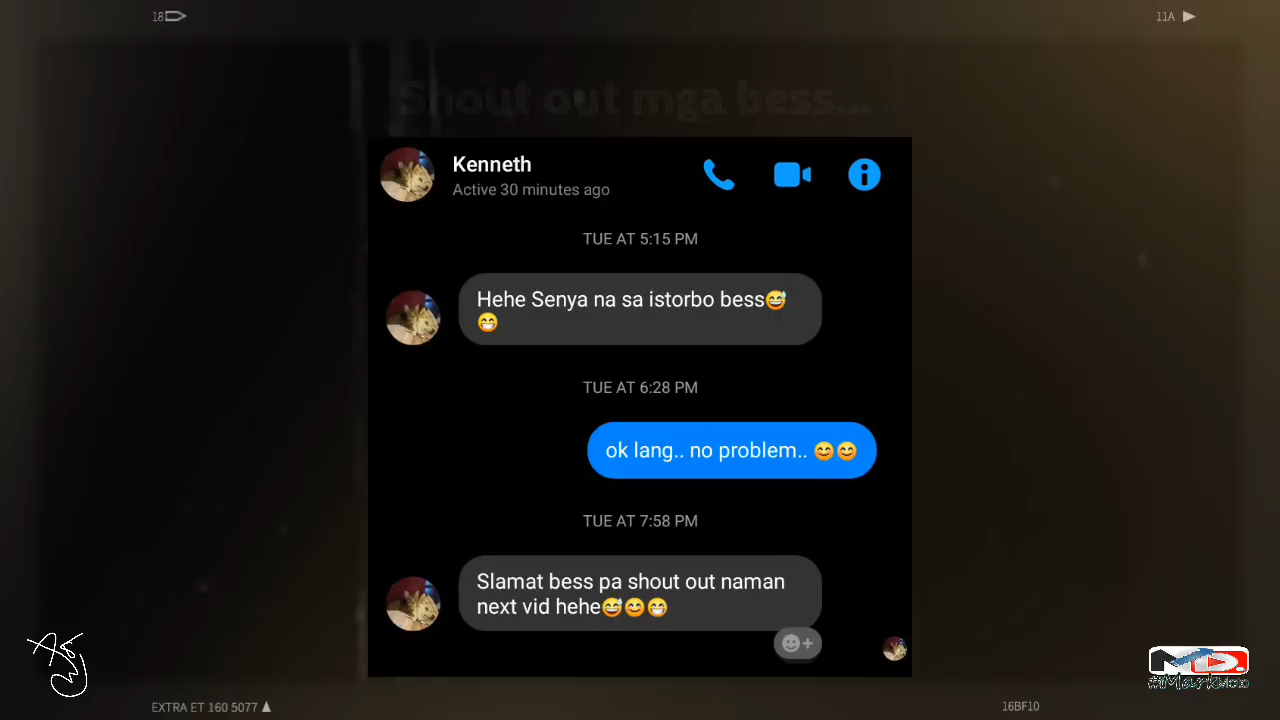 18
11A
Shout out mga bess...
Kenneth
Active 30 minutes ago
TUE AT 5:15 PM
Hehe Senya na sa istorbo bess😅
😁
TUE AT 6:28 PM
ok lang.. no problem.. 😊😊
TUE AT 7:58 PM
Slamat bess pa shout out naman
next vid hehe😅😊😁
MD.
EXTRA ET 160 5077
16BF10